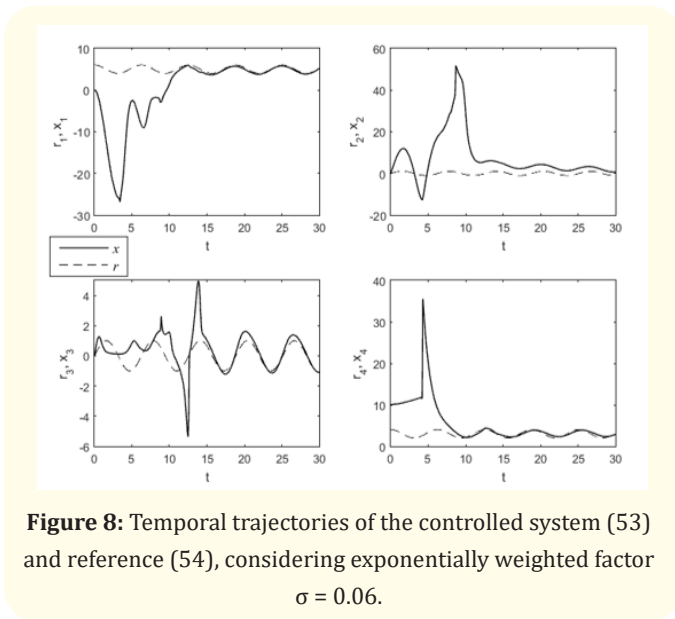 10
0
-10
-20
-30
r1, x1
0 5 10 15 20 25 30
t
60
40
20
0
-20
r2, x2
0 5 10 15 20 25 30
t
x
r
4
2
0
-2
-4
-6
r3, x3
0 5 10 15 20 25 30
t
40
30
20
10
0
r4, x4
0 5 10 15 20 25 30
t
Figure 8: Temporal trajectories of the controlled system (53)
and reference (54), considering exponentially weighted factor
σ = 0.06.